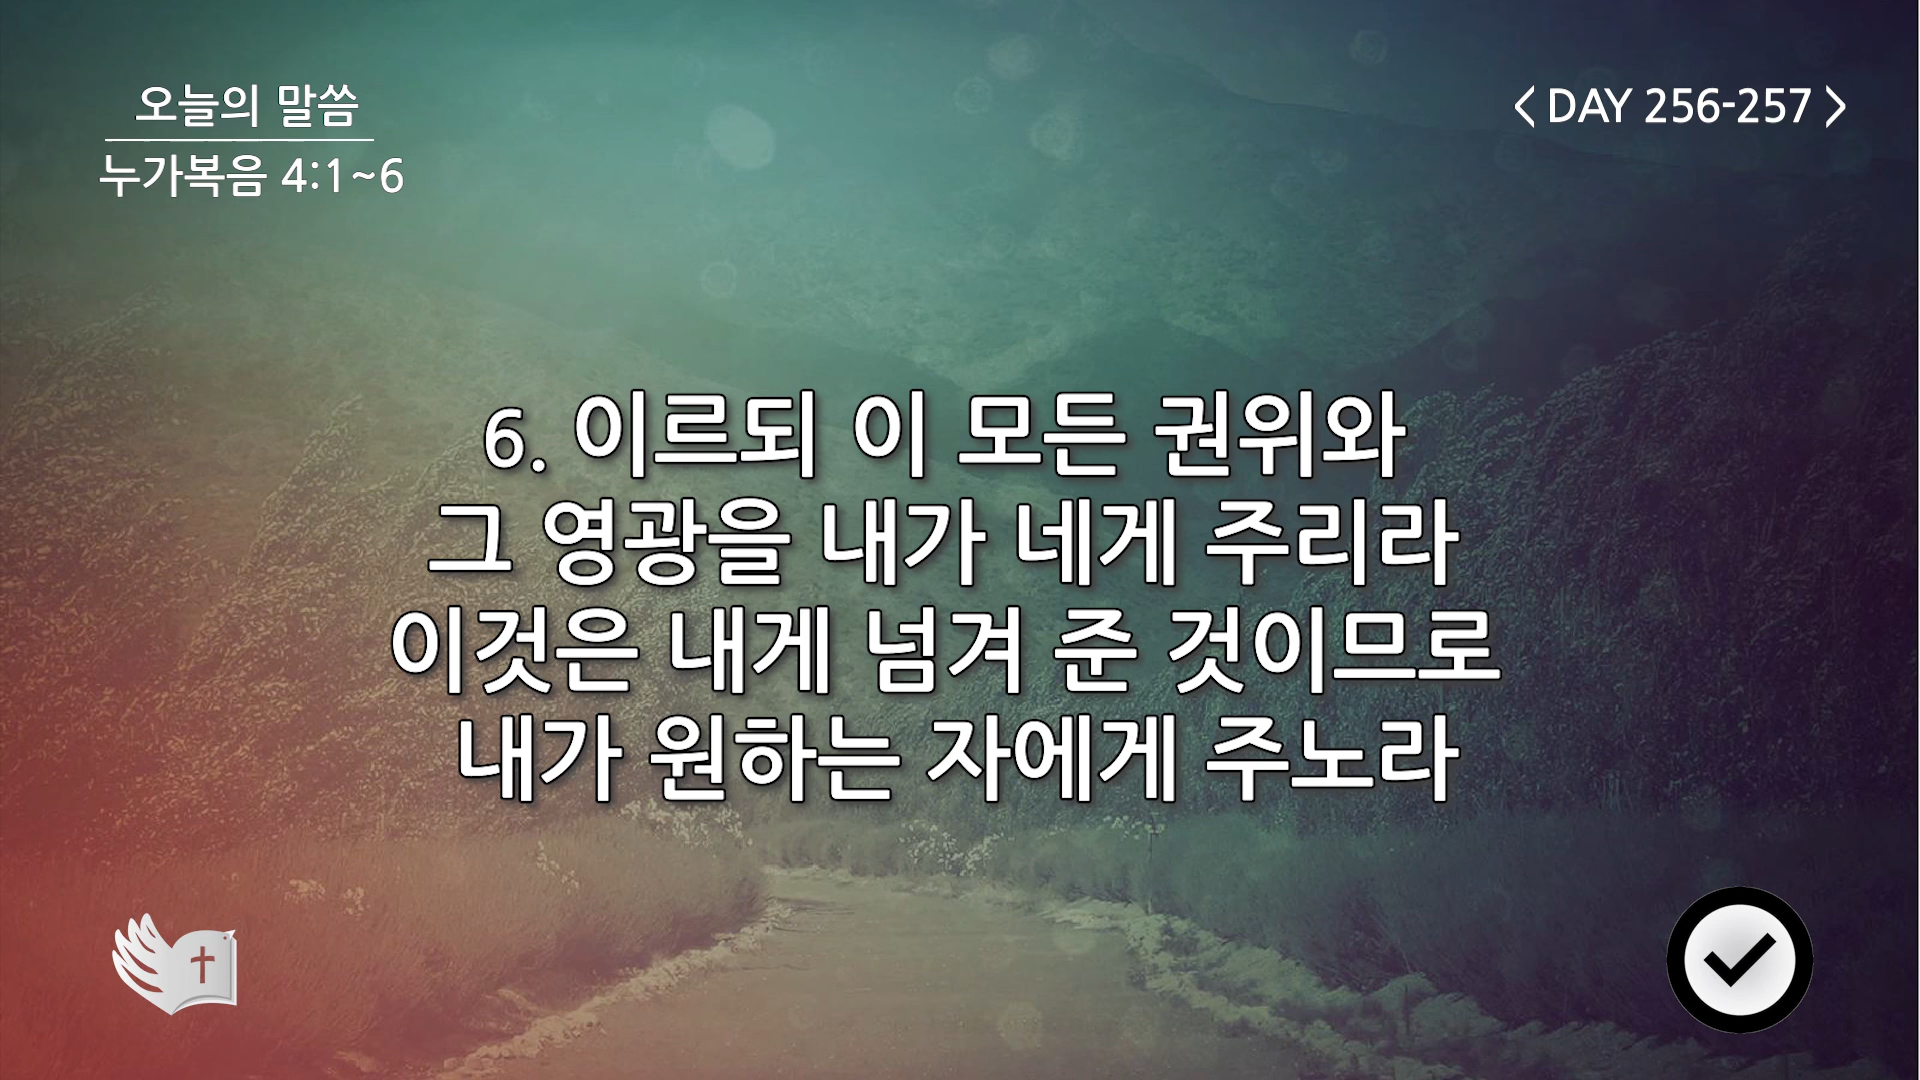 오늘의 말씀
누가복음 4:1~6
< DAY 256-257 >
6. 이르되 이 모든 권위와
그 영광을 내가 네게 주리라
이것은 내게 넘겨 준 것이므로
내가 원하는 자에게 주노라